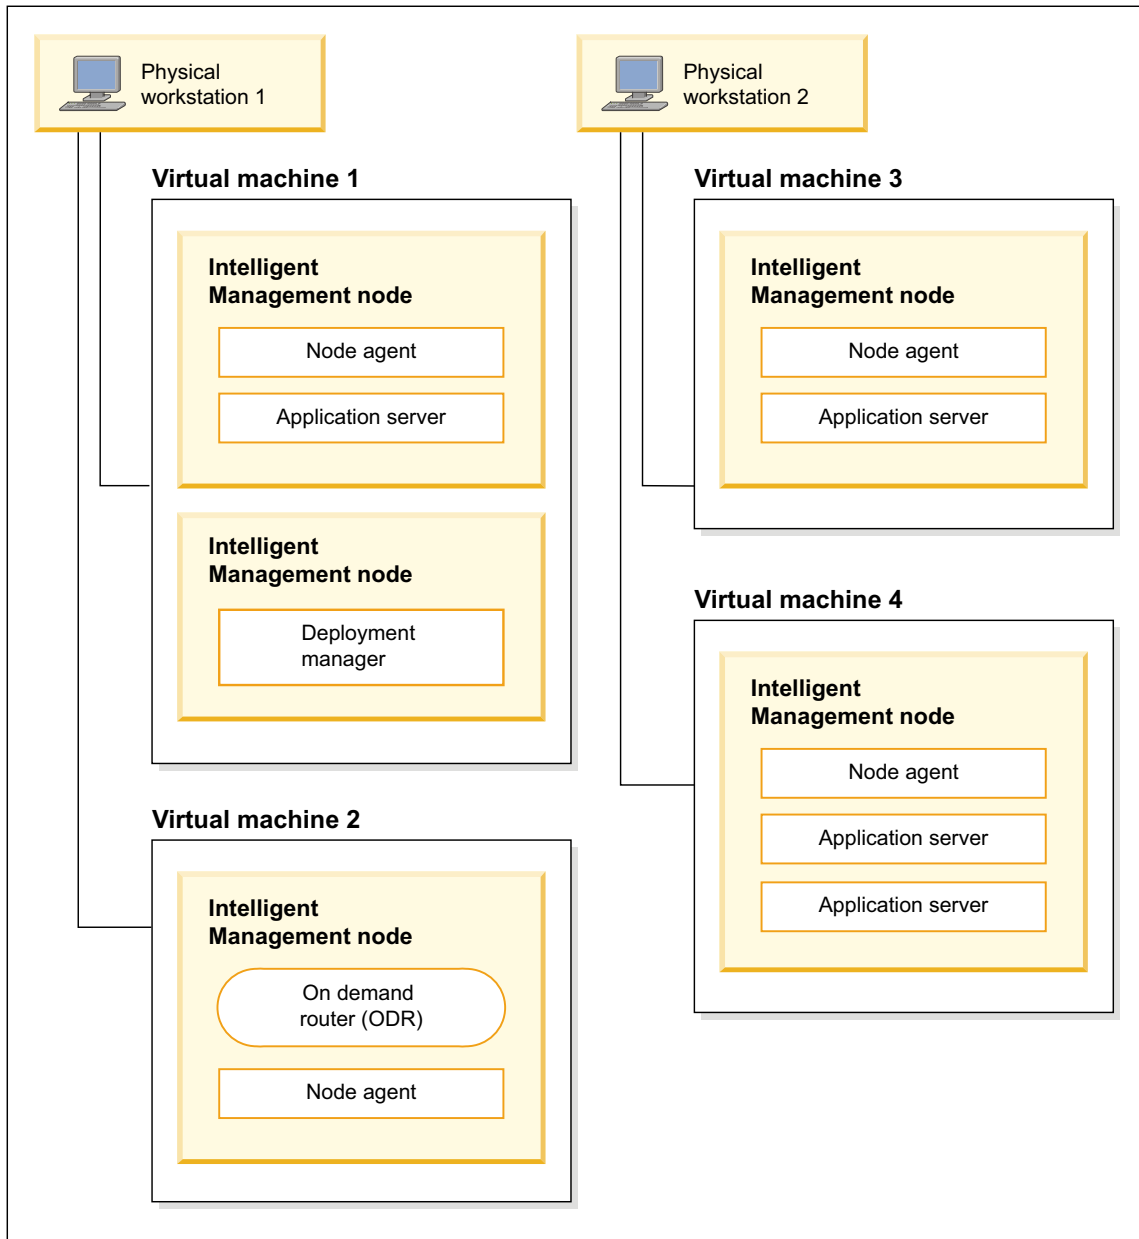 Physical
workstation 1
Virtual machine 1
Intelligent
Management node
Node agent
Application server
Intelligent
Management node
Deployment
manager
Virtual machine 2
Intelligent
Management node
On demand
router (ODR)
Node agent
Physical
workstation 2
Virtual machine 3
Intelligent
Management node
Node agent
Application server
Virtual machine 4
Intelligent
Management node
Node agent
Application server
Application server